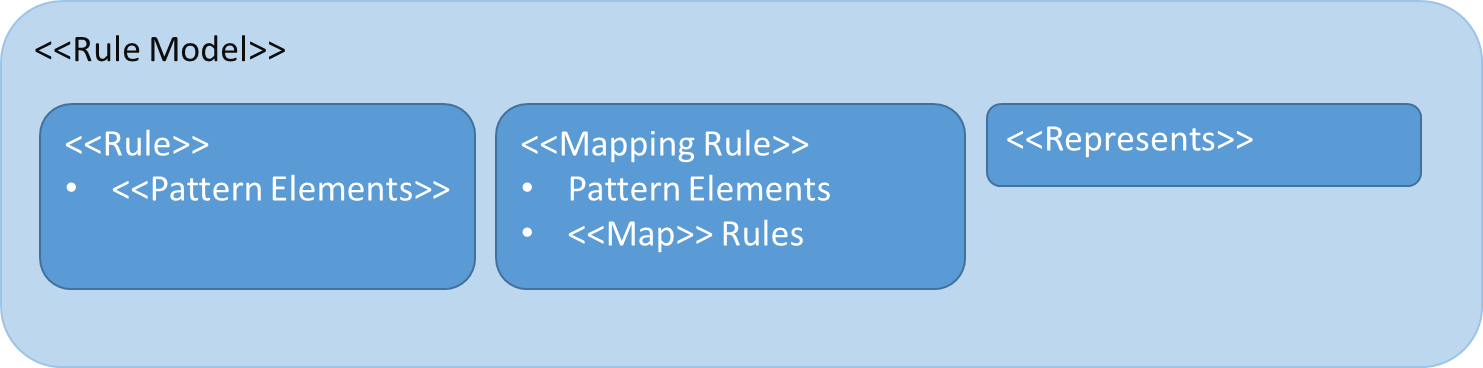 <<Rule Model>>
<<Rule>>
• <<Pattern Elements>>
<<Mapping Rule>>
• Pattern Elements
• <<Map>> Rules
<<Represents>>